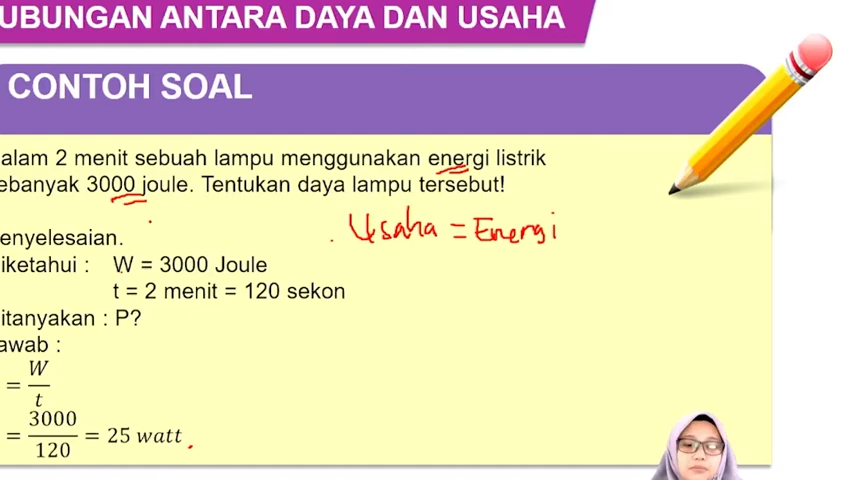 UBUNGAN ANTARA DAYA DAN USAHA
CONTOH SOAL
alam 2 menit sebuah lampu menggunakan energi listrik
ebanyak 3000 joule. Tentukan daya lampu tersebut!
Usaha = Energi
enyelesaian.
iketahui : W = 3000 Joule
t = 2 menit = 120 sekon
itanyakan : P?
awab :
= W/t
= 3000/120 = 25 watt